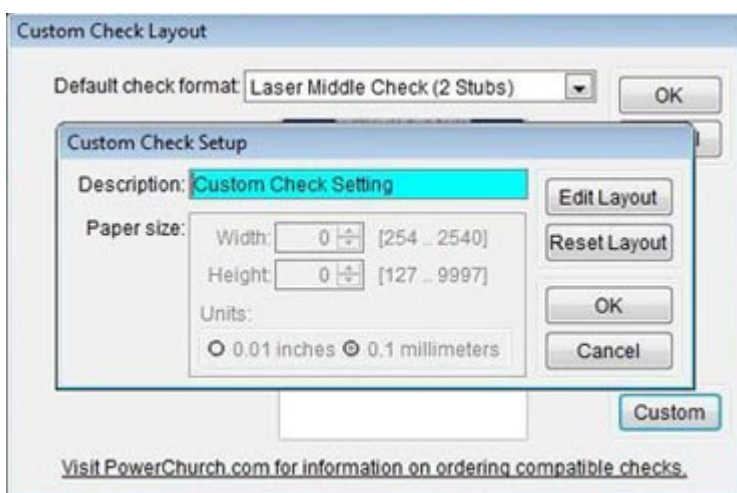 Custom Check Layout
Default check format: Laser Middle Check (2 Stubs)
OK
Custom Check Setup
Description: Custom Check Setting
Edit Layout
Paper size:
Width: 0 [254 .. 2540]
Reset Layout
Height: 0 [127 .. 9997]
Units:
OK
0.01 inches 0.1 millimeters
Cancel
Custom
Visit PowerChurch.com for information on ordering compatible checks.